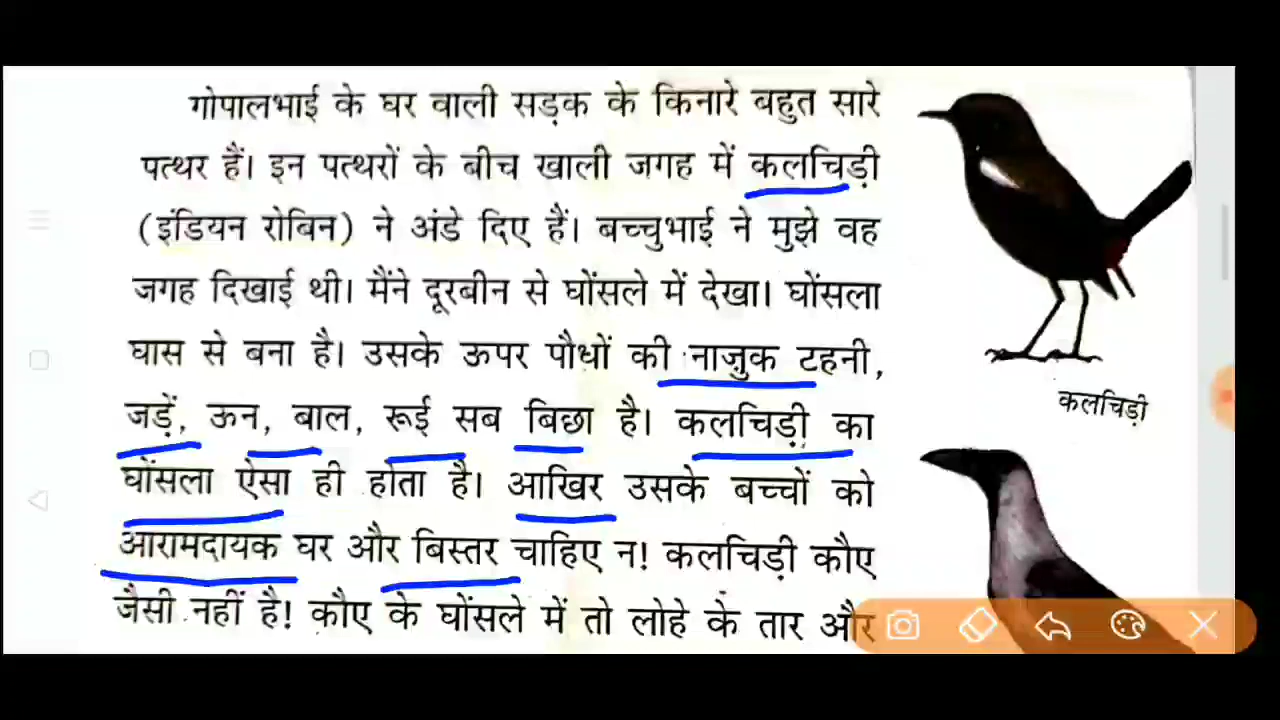 गोपालभाई के घर वाली सड़क के किनारे बहुत सारे
पत्थर हैं। इन पत्थरों के बीच खाली जगह में कलचिड़ी
(इंडियन रोबिन) ने अंडे दिए हैं। बच्चुभाई ने मुझे वह
जगह दिखाई थी। मैंने दूरबीन से घोंसले में देखा। घोंसला
घास से बना है। उसके ऊपर पौधों की नाज़ुक टहनी,
जड़ें, ऊन, बाल, रूई सब बिछा है। कलचिड़ी का
घोंसला ऐसा ही होता है। आखिर उसके बच्चों को
आरामदायक घर और बिस्तर चाहिए न! कलचिड़ी कौए
जैसी नहीं है! कौए के घोंसले में तो लोहे के तार और
कलचिड़ी